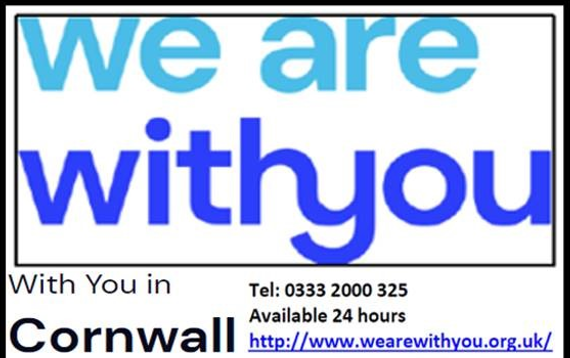 we are
withyou
With You in
Cornwall
Tel: 0333 2000 325
Available 24 hours
http://www.wearewithyou.org.uk/